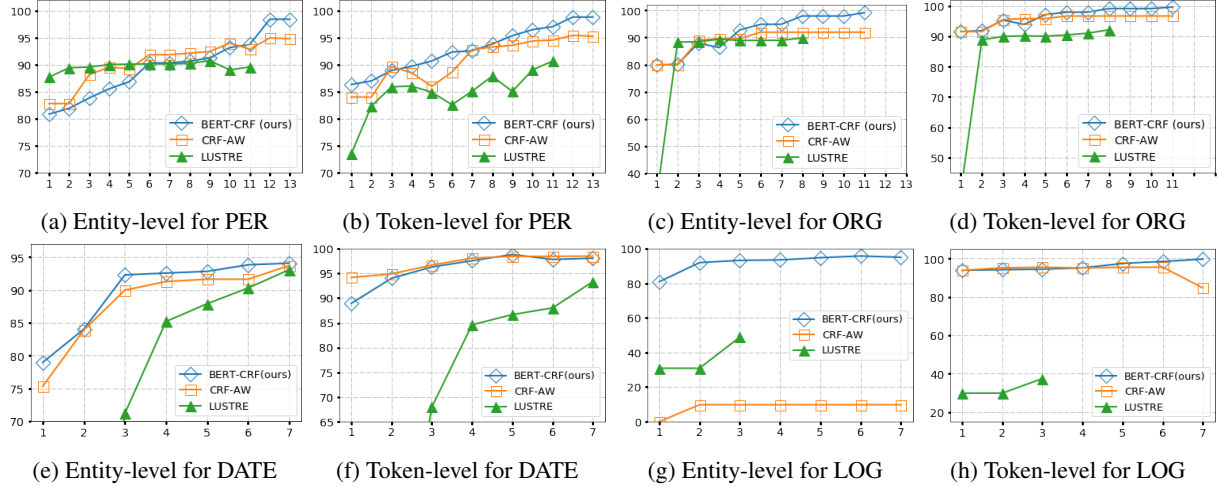 100
95
90
85
80
75
70
BERT-CRF (ours)
CRF-AW
LUSTRE
1 2 3 4 5 6 7 8 9 10 11 12 13
(a) Entity-level for PER
100
95
90
85
80
75
70
BERT-CRF (ours)
CRF-AW
LUSTRE
1 2 3 4 5 6 7 8 9 10 11 12 13
(b) Token-level for PER
100
90
80
70
60
50
40
BERT-CRF (ours)
CRF-AW
LUSTRE
1 2 3 4 5 6 7 8 9 10 11 12 13
(c) Entity-level for ORG
100
90
80
70
60
50
BERT-CRF (ours)
CRF-AW
LUSTRE
1 2 3 4 5 6 7 8 9 10 11
(d) Token-level for ORG
95
90
85
80
75
70
BERT-CRF(ours)
CRF-AW
LUSTRE
1 2 3 4 5 6 7
(e) Entity-level for DATE
100
95
90
85
80
75
70
65
BERT-CRF(ours)
CRF-AW
LUSTRE
1 2 3 4 5 6 7
(f) Token-level for DATE
100
80
60
40
20
0
BERT-CRF(ours)
CRF-AW
LUSTRE
1 2 3 4 5 6 7
(g) Entity-level for LOG
100
80
60
40
20
BERT-CRF(ours)
CRF-AW
LUSTRE
1 2 3 4 5 6 7
(h) Token-level for LOG